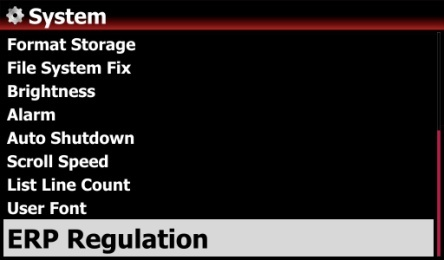 System
Format Storage
File System Fix
Brightness
Alarm
Auto Shutdown
Scroll Speed
List Line Count
User Font
ERP Regulation